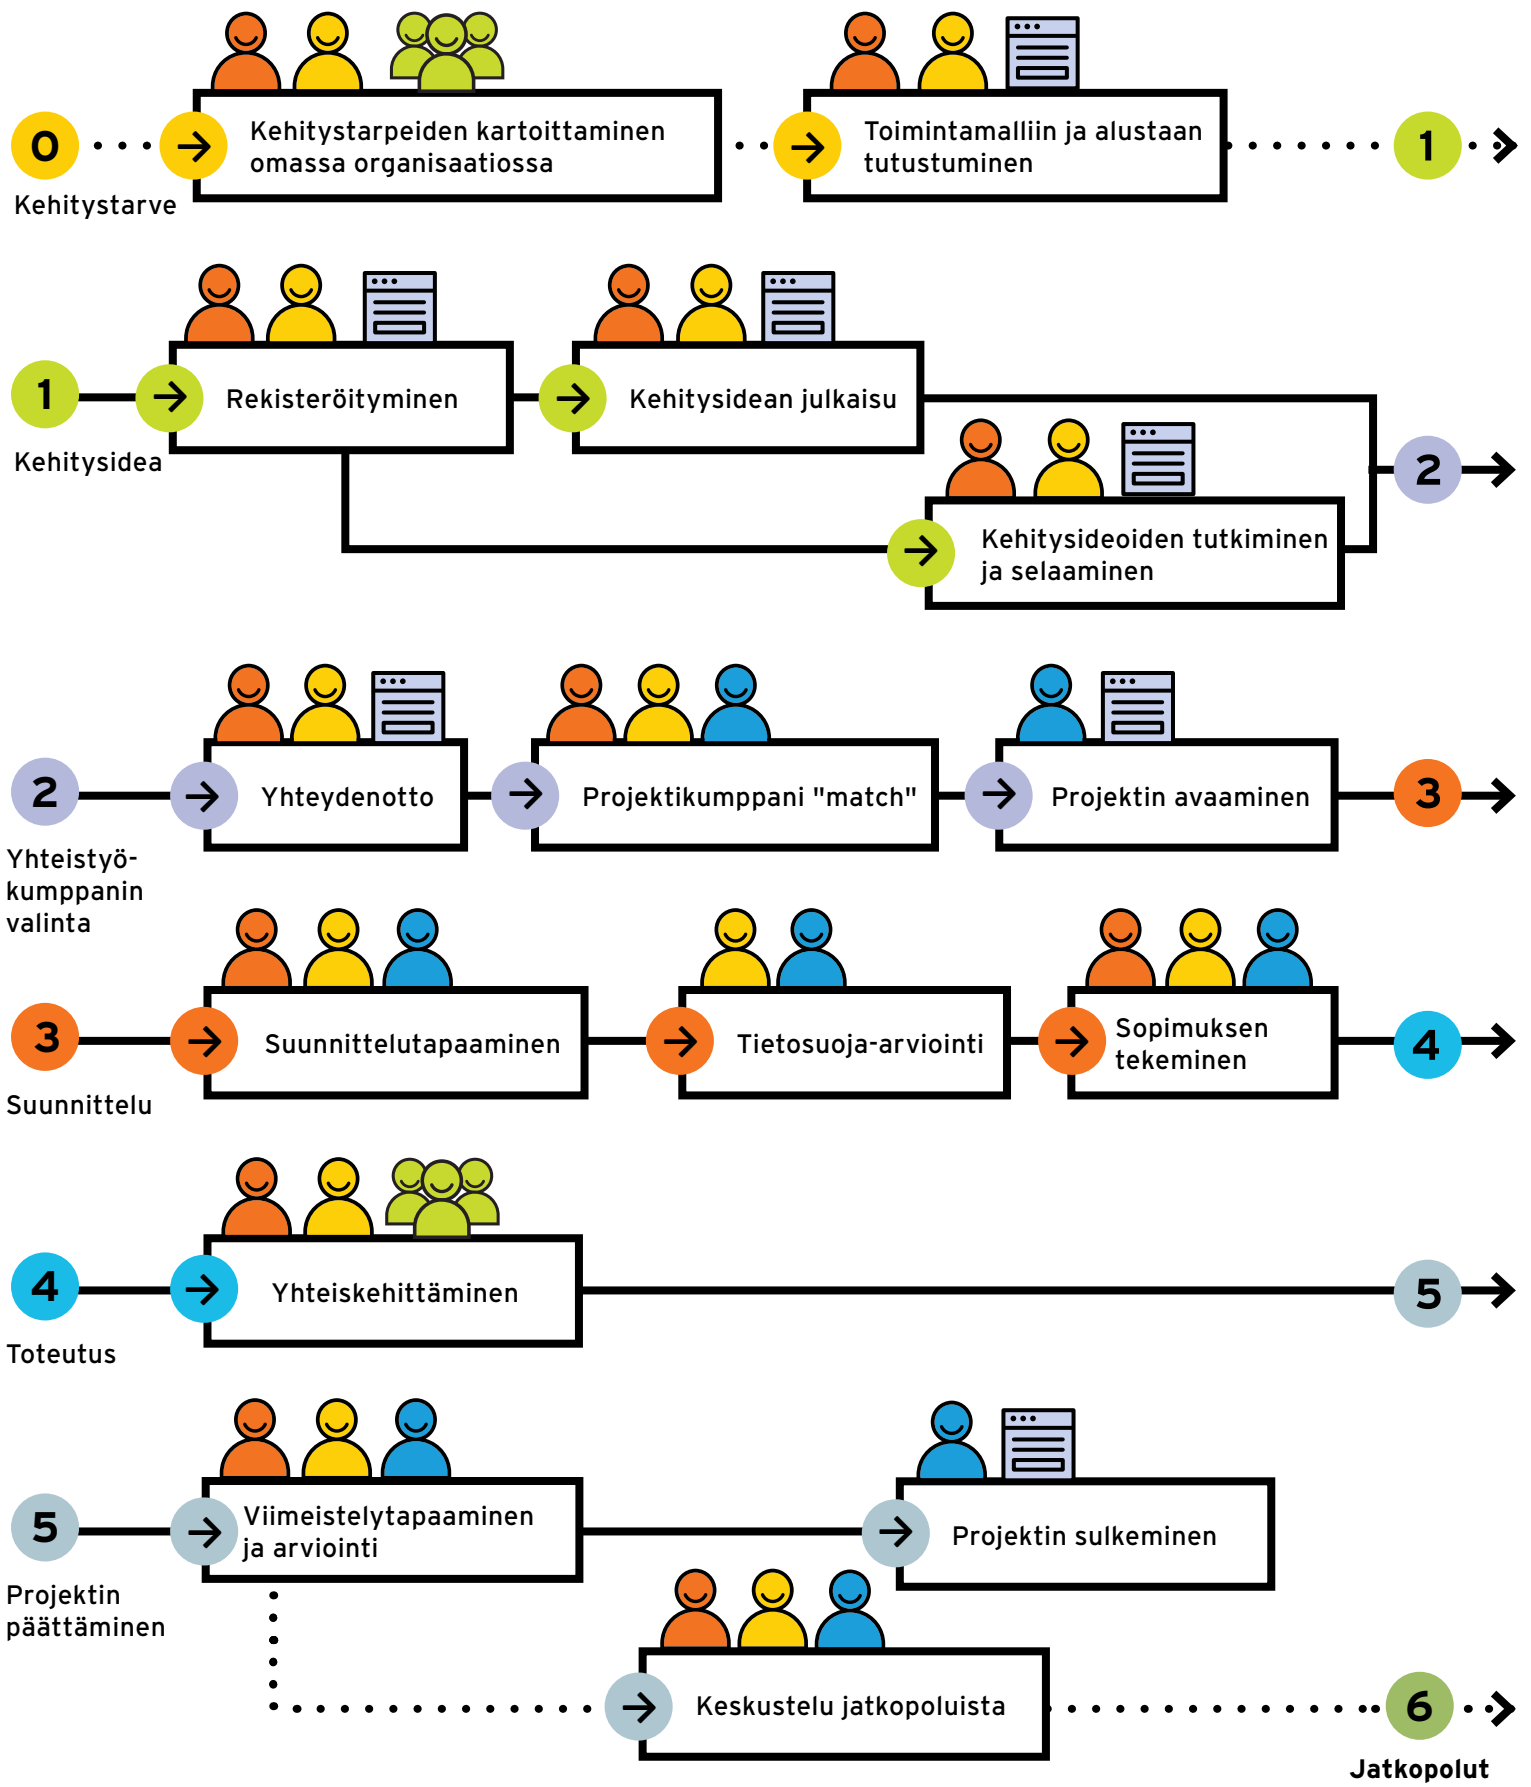 0
Kehitystarve
Kehitystarpeiden kartoittaminen
omassa organisaatiossa
Toimintamalliin ja alustaan
tutustuminen
1
1
Kehitysidea
Rekisteröityminen
Kehitysidean julkaisu
Kehitysideoiden tutkiminen
ja selaaminen
2
2
Yhteistyö-
kumppanin
valinta
Yhteydenotto
Projektikumppani "match"
Projektin avaaminen
3
3
Suunnittelu
Suunnittelutapaaminen
Tietosuoja-arviointi
Sopimuksen
tekeminen
4
4
Toteutus
Yhteiskehittäminen
5
5
Projektin
päättäminen
Viimeistelytapaaminen
ja arviointi
Projektin sulkeminen
Keskustelu jatkopoluista
6
Jatkopolut